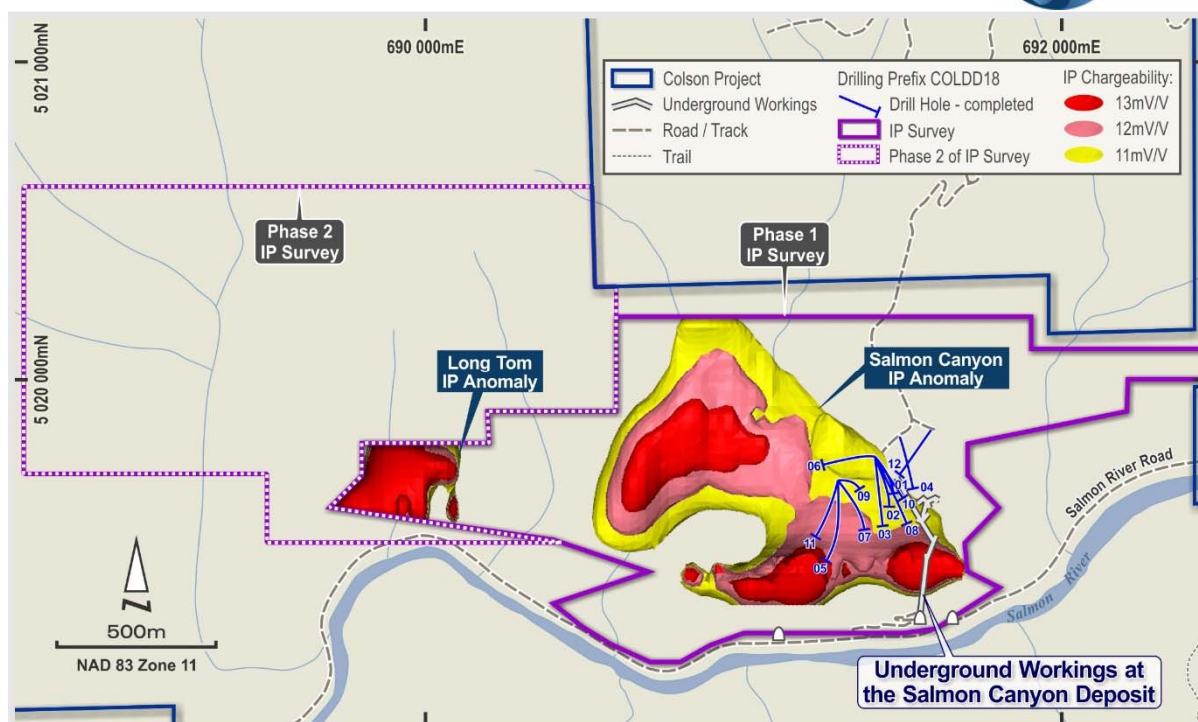 690 000mE
692 000mE
5 021 000mN
Colson Project
Underground Workings
Road / Track
Trail
Drilling Prefix COLDD18
Drill Hole - completed
IP Survey
Phase 2 of IP Survey
IP Chargeability:
13mV/V
12mV/V
11mV/V
Phase 2
IP Survey
Phase 1
IP Survey
5 020 000mN
Long Tom
IP Anomaly
Salmon Canyon
IP Anomaly
06
12
01
04
09
02
10
11
07
03
08
05
Salmon River Road
Salmon River
N
500m
NAD 83 Zone 11
Underground Workings at
the Salmon Canyon Deposit